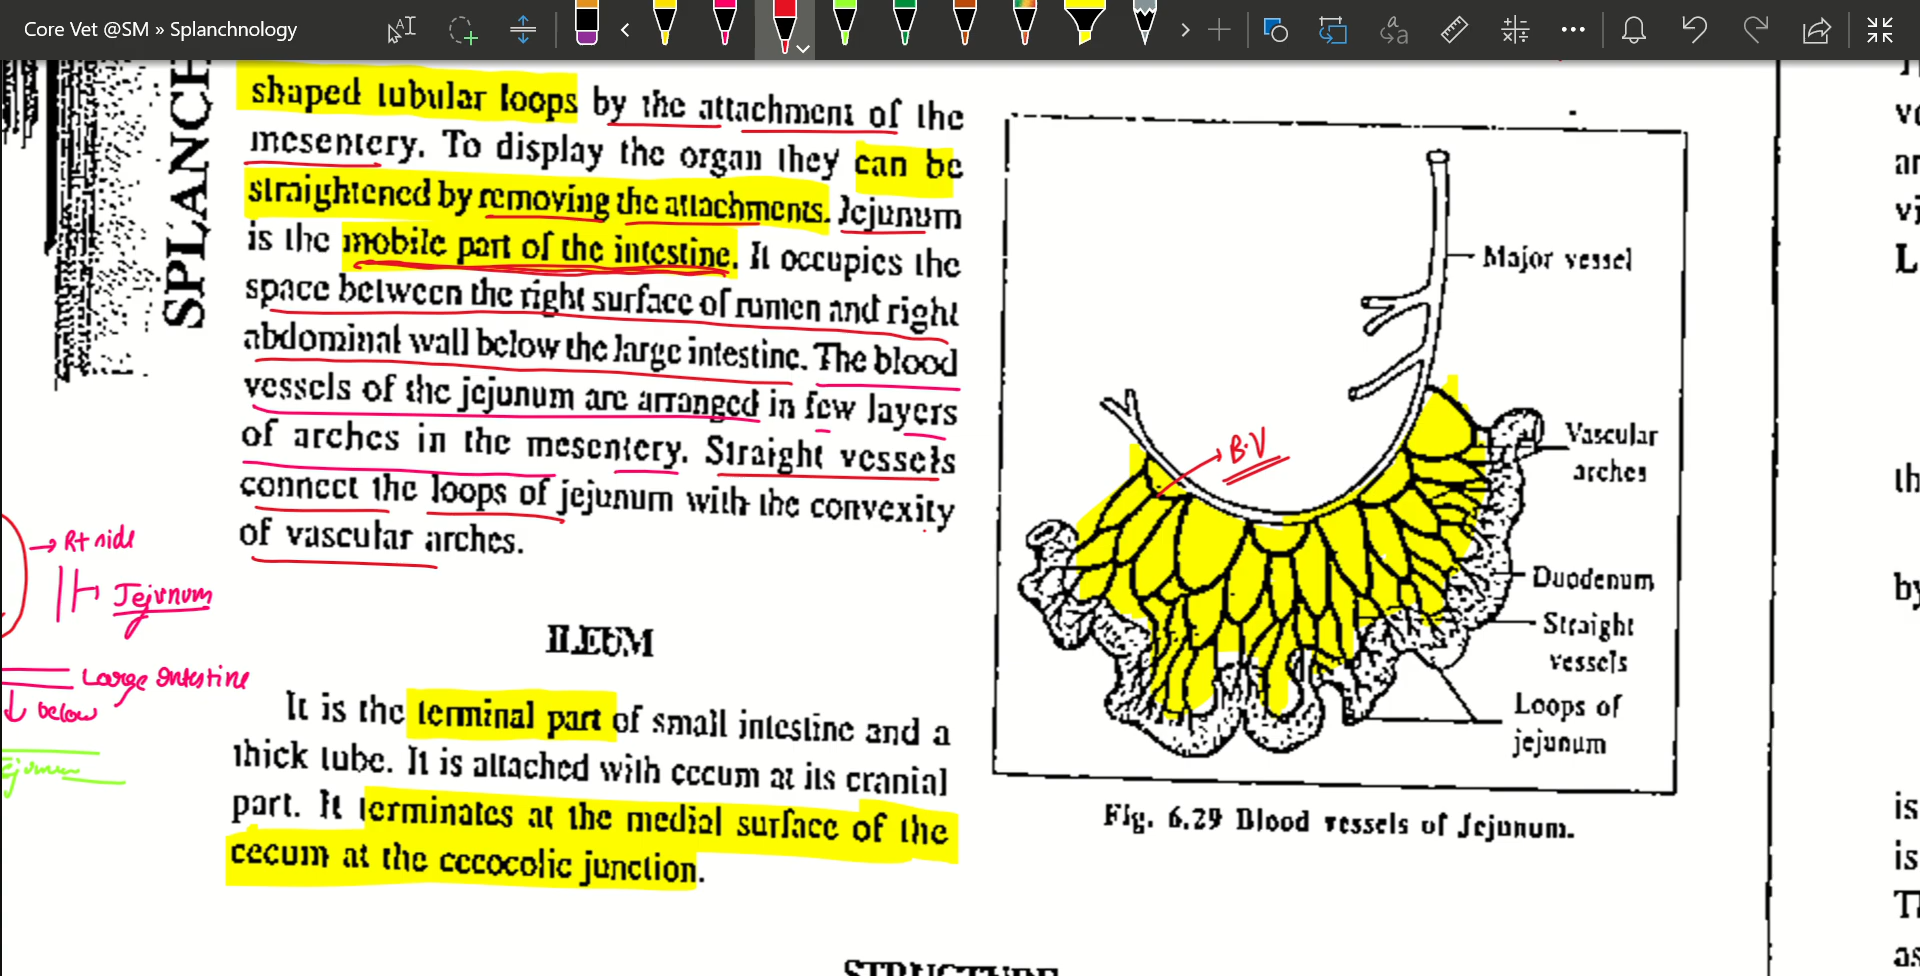 Core Vet @SM » Splanchnology
SPLANCH
shaped tubular loops by the attachment of the
mesentery. To display the organ they can be
straightened by removing the attachments. Jejunum
is the mobile part of the intestine. It occupies the
space between the right surface of rumen and right
abdominal wall below the large intestine. The blood
vessels of the jejunum are arranged in few layers
of arches in the mesentery. Straight vessels
connect the loops of jejunum with the convexity
of vascular arches.
→ Rt side
Jejunum
Large Intestine
↓ below
ILEUM
It is the terminal part of small intestine and a
thick tube. It is attached with cecum at its cranial
part. It terminates at the medial surface of the
cecum at the cecocolic junction.
Major vessel
B.V
Vascular
arches
Duodenum
Straight
vessels
Loops of
jejunum
Fig. 6.29 Blood vessels of Jejunum.
STRUCTURE